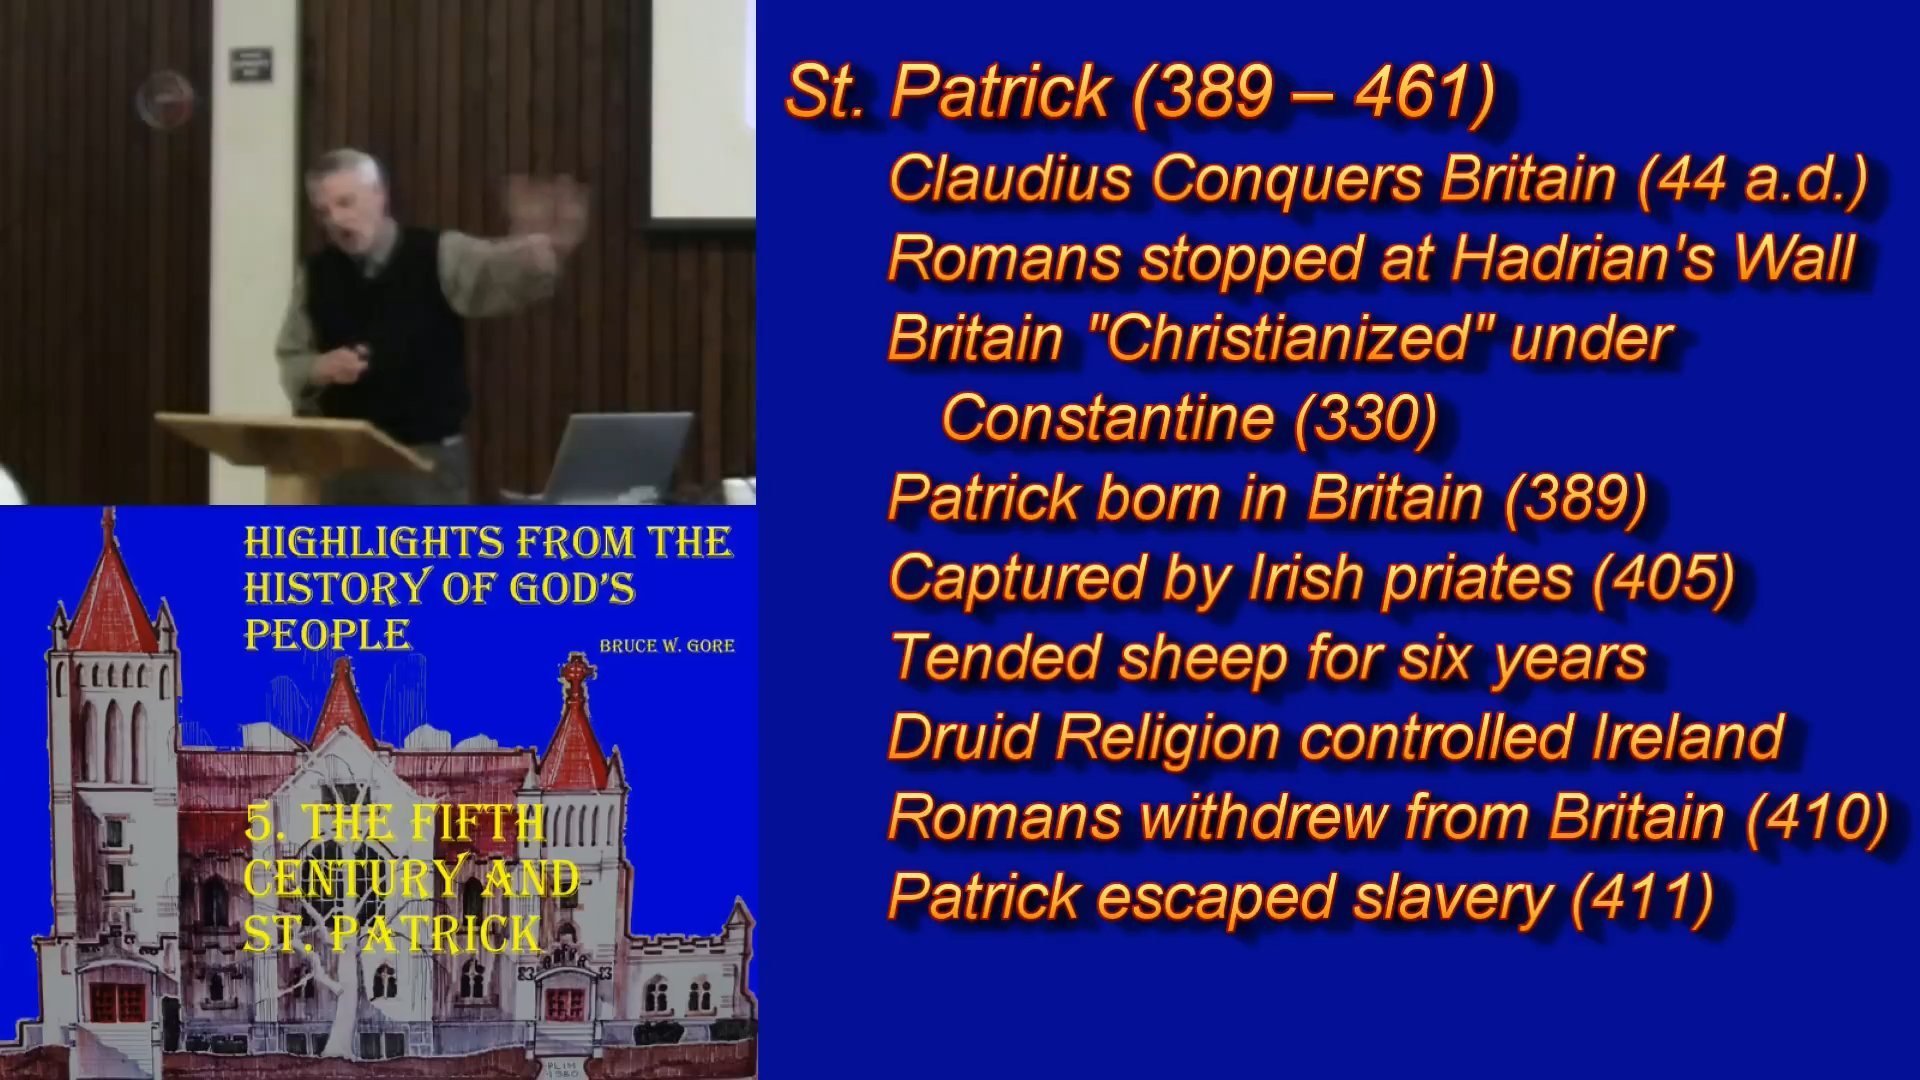 St. Patrick (389 – 461)
Claudius Conquers Britain (44 a.d.)
Romans stopped at Hadrian's Wall
Britain "Christianized" under
Constantine (330)
Patrick born in Britain (389)
Captured by Irish priates (405)
Tended sheep for six years
Druid Religion controlled Ireland
Romans withdrew from Britain (410)
Patrick escaped slavery (411)
HIGHLIGHTS FROM THE
HISTORY OF GOD'S
PEOPLE
BRUCE W. GORE
5. THE FIFTH
CENTURY AND
ST. PATRICK